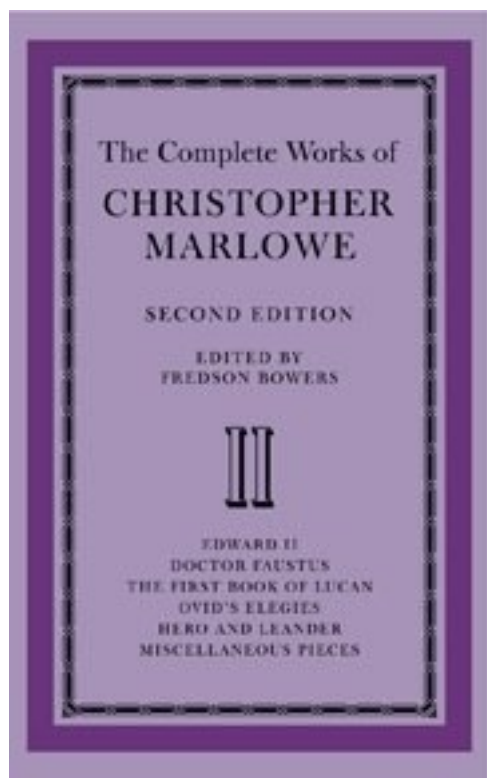 The Complete Works of
CHRISTOPHER
MARLOWE
SECOND EDITION
EDITED BY
FREDSON BOWERS
II
EDWARD II
DOCTOR FAUSTUS
THE FIRST BOOK OF LUCAN
OVID'S ELEGIES
HERO AND LEANDER
MISCELLANEOUS PIECES